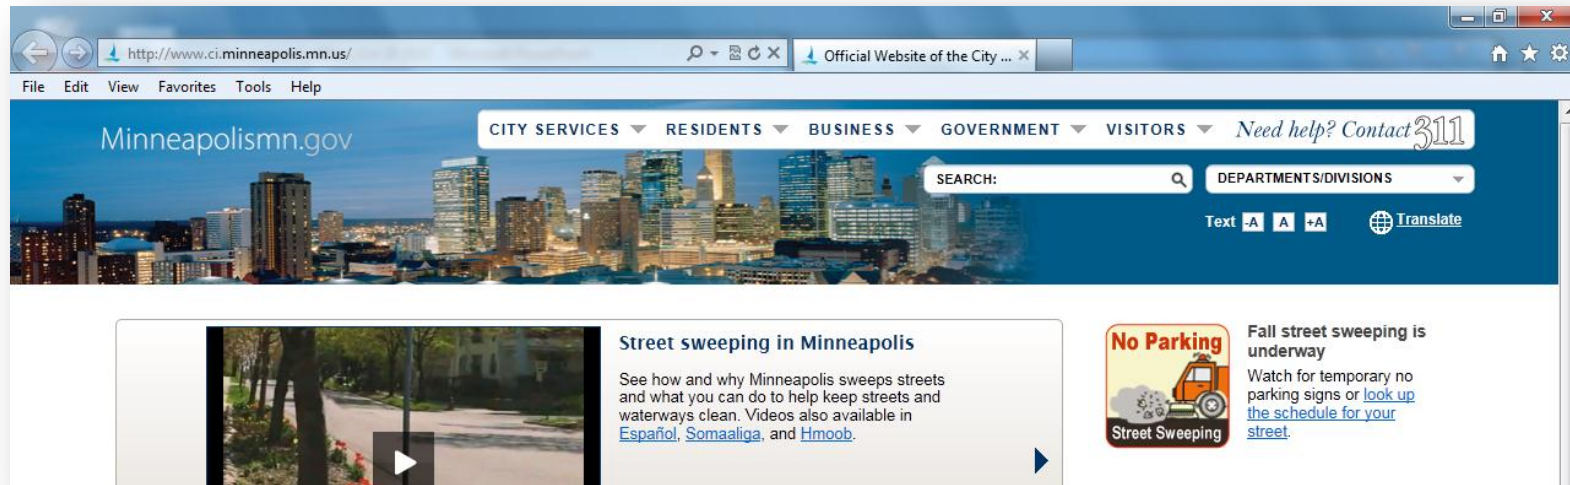 http://www.ci.minneapolis.mn.us/
Official Website of the City ...
File Edit View Favorites Tools Help
Minneapolismn.gov
CITY SERVICES RESIDENTS BUSINESS GOVERNMENT VISITORS Need help? Contact 311
SEARCH: DEPARTMENTS/DIVISIONS
Text -A A +A Translate
Street sweeping in Minneapolis
See how and why Minneapolis sweeps streets
and what you can do to help keep streets and
waterways clean. Videos also available in
Español, Somaaliga, and Hmoob.
No Parking
Street Sweeping
Fall street sweeping is
underway
Watch for temporary no
parking signs or look up
the schedule for your
street.